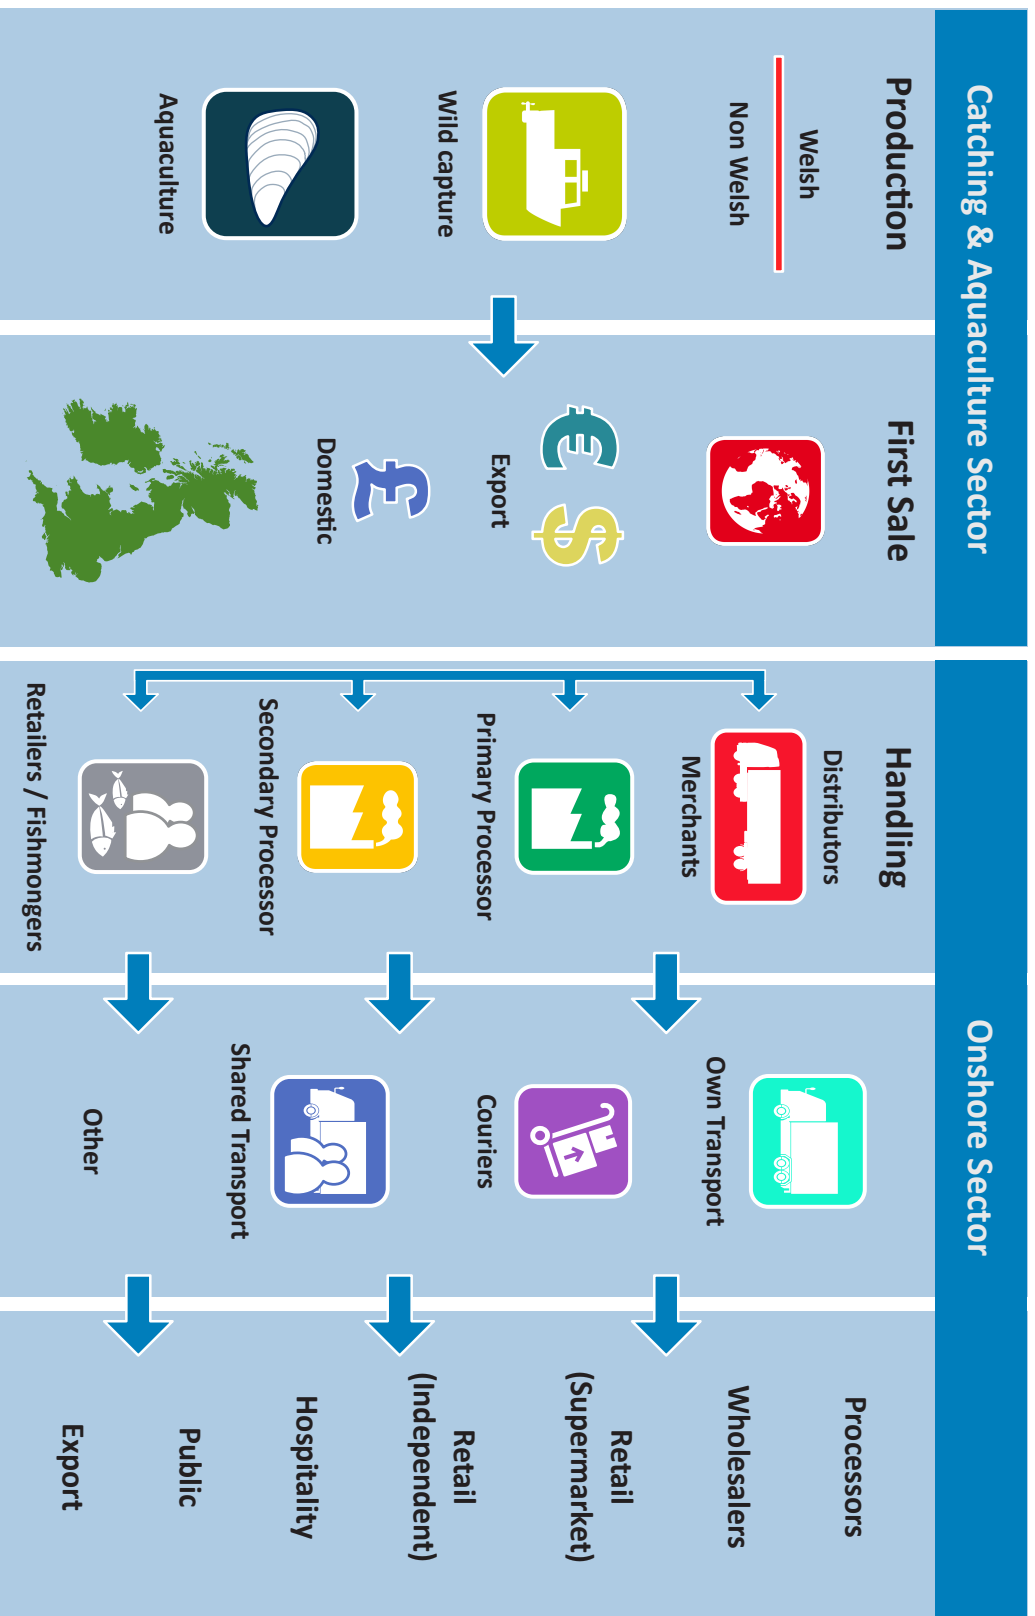 Catching & Aquaculture Sector
Onshore Sector
Production
Welsh
Non Welsh
Wild capture
Aquaculture
First Sale
€ $
Export
£
Domestic
Handling
Distributors
Merchants
Primary Processor
Secondary Processor
Retailers / Fishmongers
Own Transport
Couriers
Shared Transport
Other
Processors
Wholesalers
Retail
(Supermarket)
Retail
(Independent)
Hospitality
Public
Export